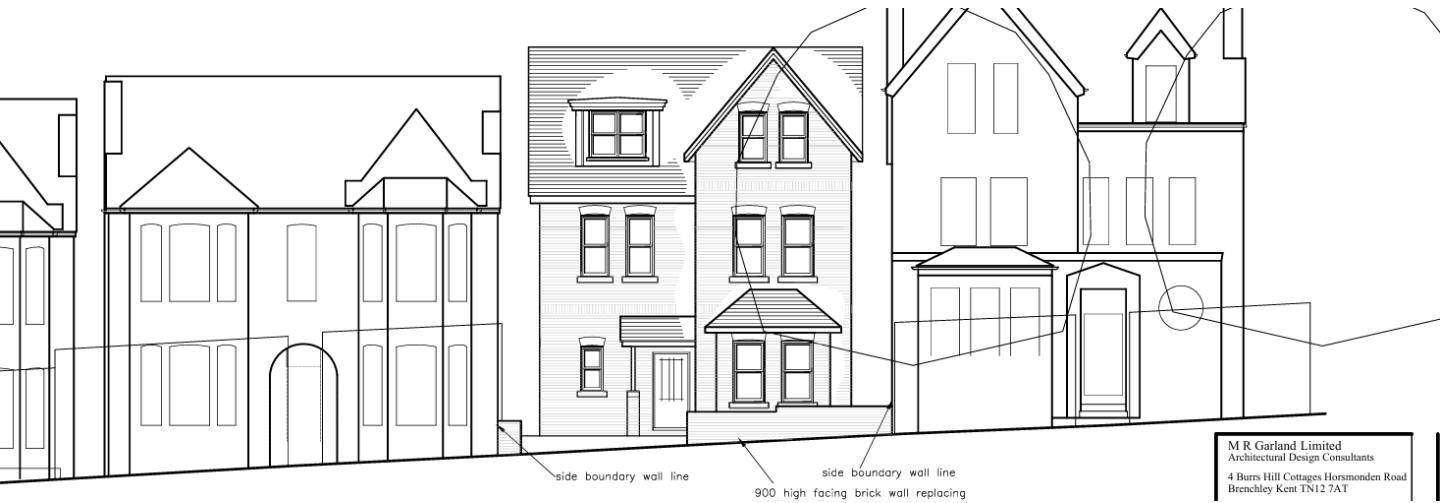 side boundary wall line
side boundary wall line
900 high facing brick wall replacing
M R Garland Limited
Architectural Design Consultants
4 Burrs Hill Cottages Horsmonden Road
Brenchley Kent TN12 7AT